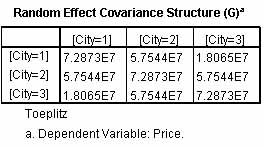 Random Effect Covariance Structure (G)a
[City=1] [City=2] [City=3]
[City=1] 7.2873E7 5.7544E7 1.8065E7
[City=2] 5.7544E7 7.2873E7 5.7544E7
[City=3] 1.8065E7 5.7544E7 7.2873E7
Toeplitz
a. Dependent Variable: Price.